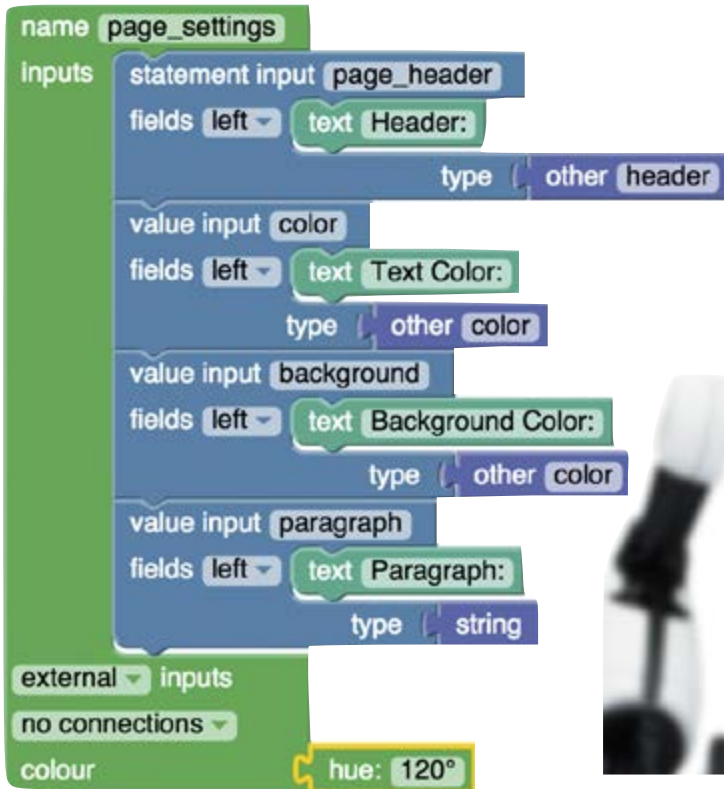 name page_settings
inputs statement input page_header
fields left text Header:
type other header
value input color
fields left text Text Color:
type other color
value input background
fields left text Background Color:
type other color
value input paragraph
fields left text Paragraph:
type string
external inputs
no connections
colour hue: 120°